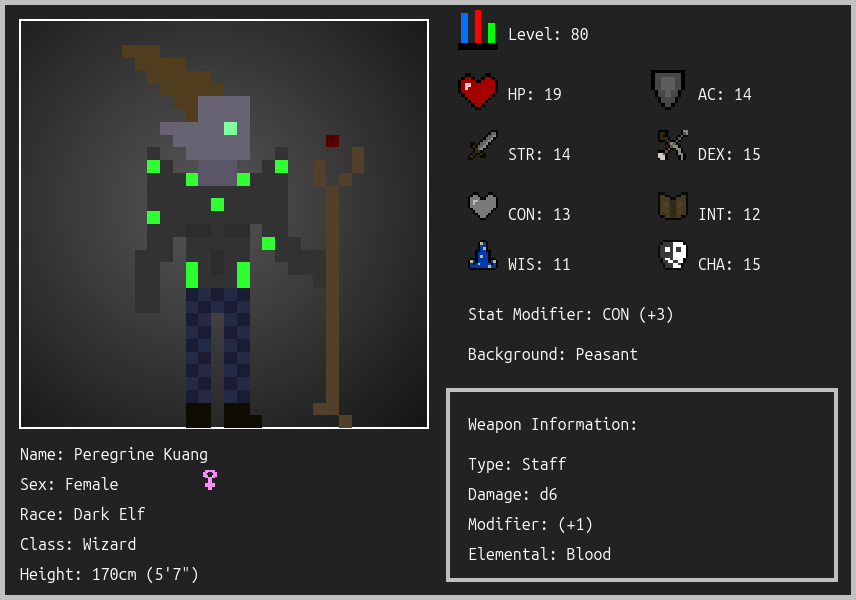 Level: 80
HP: 19
AC: 14
STR: 14
DEX: 15
CON: 13
INT: 12
WIS: 11
CHA: 15
Stat Modifier: CON (+3)
Background: Peasant
Weapon Information:
Type: Staff
Damage: d6
Modifier: (+1)
Elemental: Blood
Name: Peregrine Kuang
Sex: Female
Race: Dark Elf
Class: Wizard
Height: 170cm (5'7")